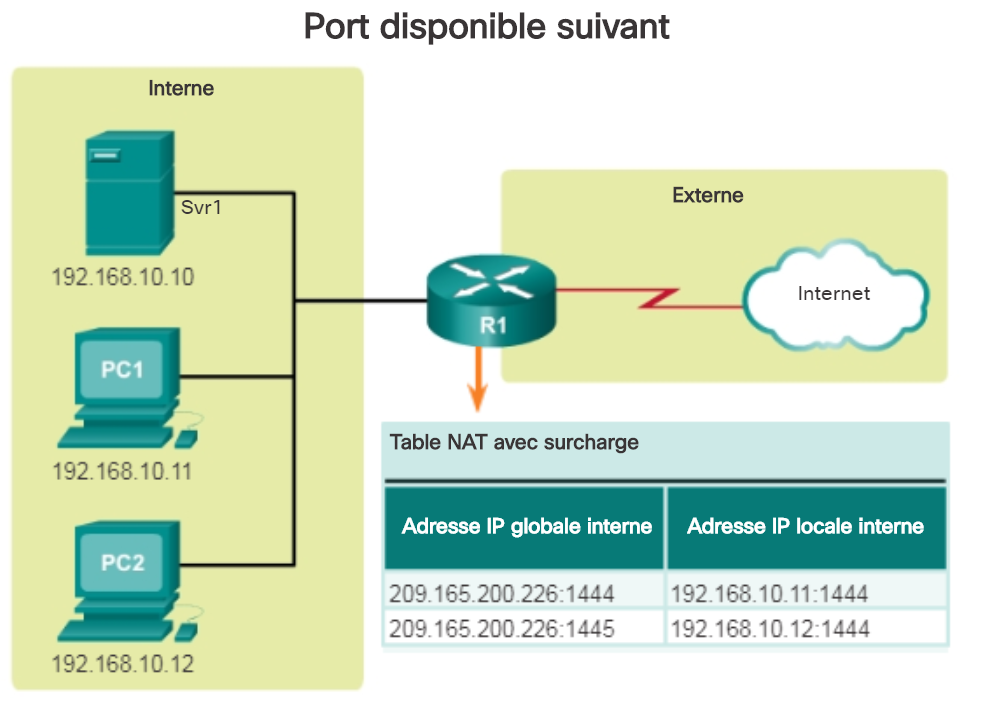 Port disponible suivant
Interne
Svr1
192.168.10.10
PC1
192.168.10.11
PC2
192.168.10.12
Externe
Internet
R1
Table NAT avec surcharge
Adresse IP globale interne Adresse IP locale interne
209.165.200.226:1444 192.168.10.11:1444
209.165.200.226:1445 192.168.10.12:1444